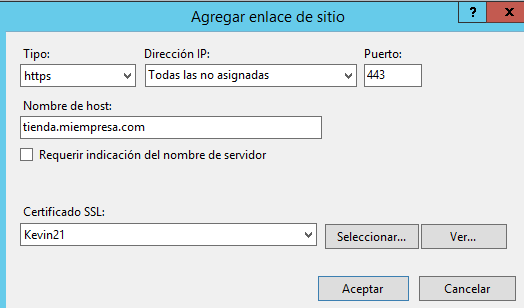 Agregar enlace de sitio
? X
Tipo: Dirección IP: Puerto:
https Todas las no asignadas 443
Nombre de host:
tienda.miempresa.com
Requerir indicación del nombre de servidor
Certificado SSL:
Kevin21 Seleccionar... Ver...
Aceptar Cancelar